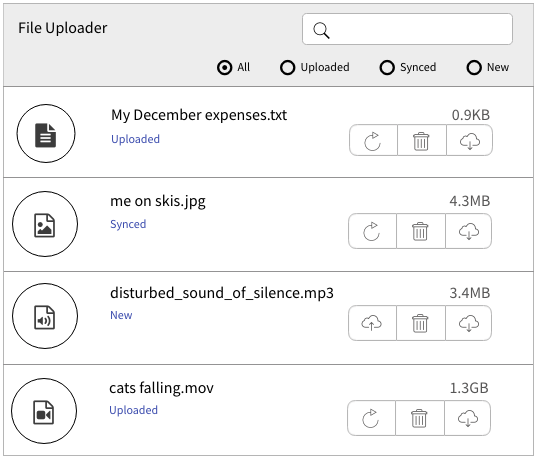 File Uploader
All Uploaded Synced New
My December expenses.txt 0.9KB
Uploaded
me on skis.jpg 4.3MB
Synced
disturbed_sound_of_silence.mp3 3.4MB
New
cats falling.mov 1.3GB
Uploaded